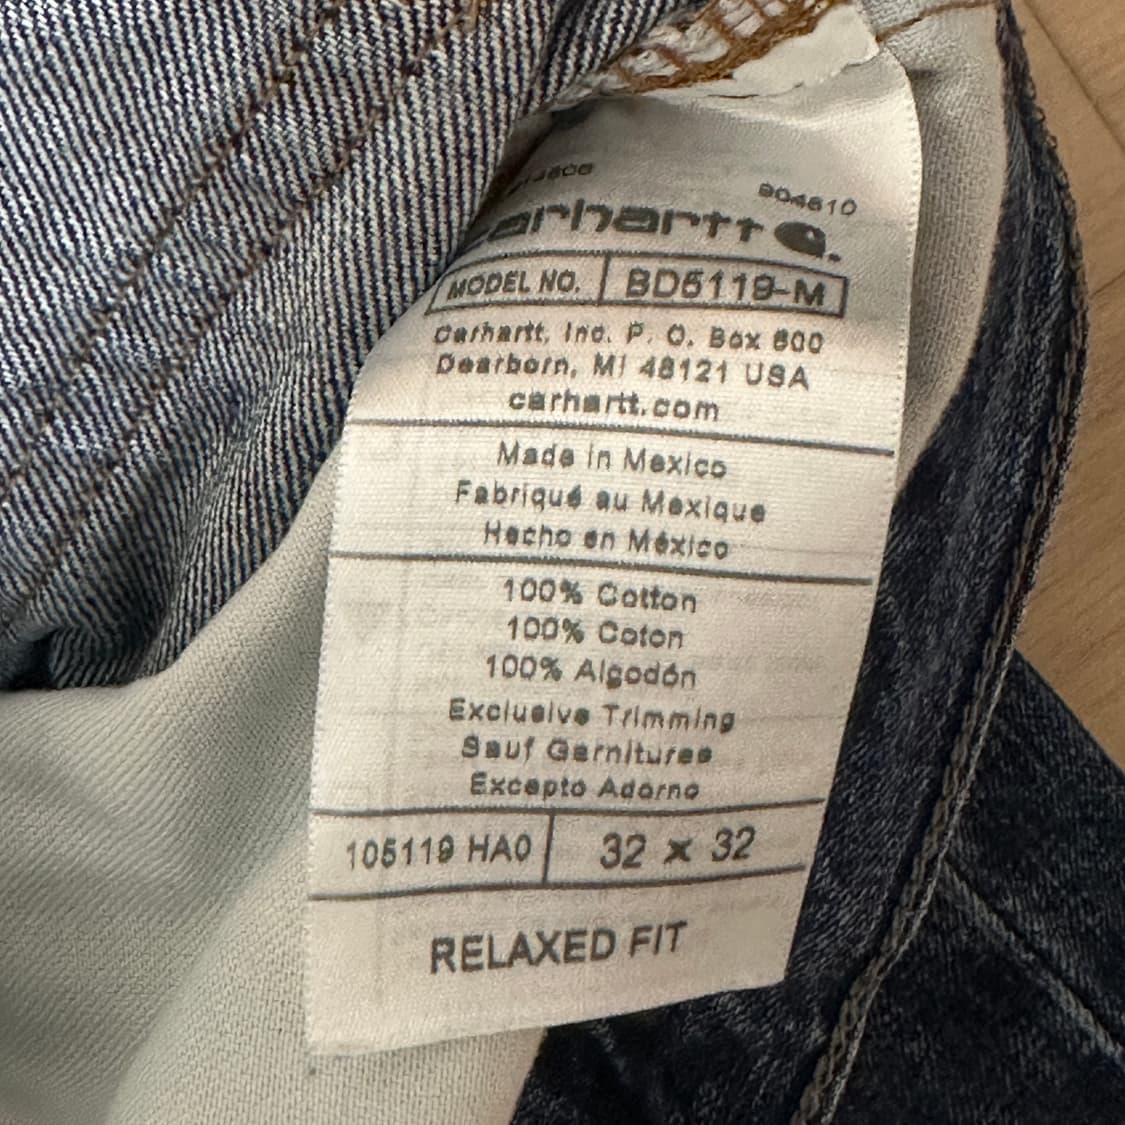 904610
carhartt
MODEL NO. BD5119-M
Carhartt, Inc. P. O. Box 600
Dearborn, MI 48121 USA
carhartt.com
Made in Mexico
Fabriqué au Mexique
Hecho en México
100% Cotton
100% Coton
100% Algodón
Exclusive Trimming
Sauf Garnitures
Excepto Adorno
105119 HA0 32 x 32
RELAXED FIT